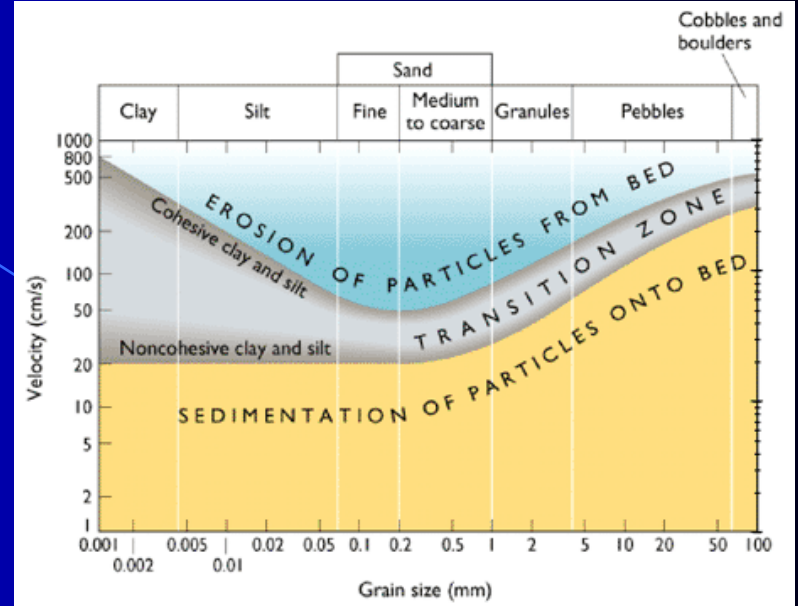 Cobbles and
boulders
Sand
Clay
Silt
Fine
Medium
to coarse
Granules
Pebbles
1000
800
500
200
100
50
20
10
5
2
1
Velocity (cm/s)
EROSION OF PARTICLES FROM BED
Cohesive clay and silt
TRANSITION ZONE
Noncohesive clay and silt
SEDIMENTATION OF PARTICLES ONTO BED
0.001 0.005 0.02 0.05 0.1 0.2 0.5 1 2 5 10 20 50 100
0.002 0.01
Grain size (mm)